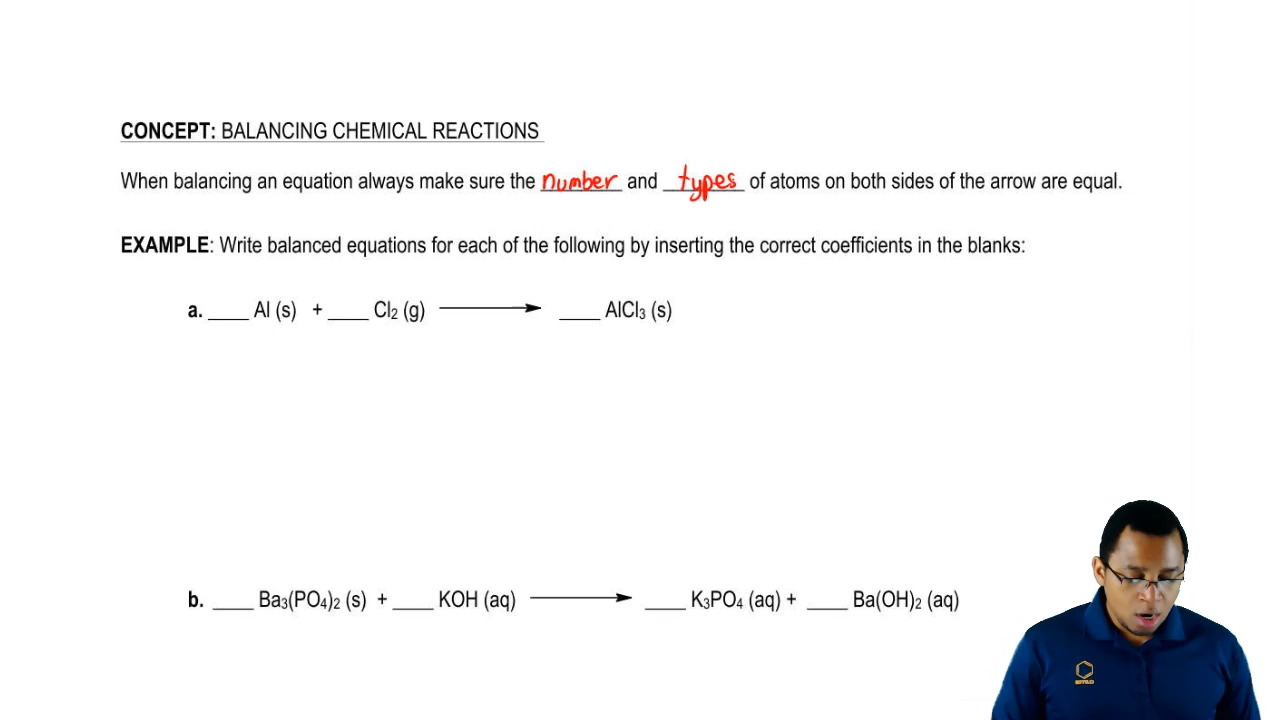 CONCEPT: BALANCING CHEMICAL REACTIONS
When balancing an equation always make sure the number and types of atoms on both sides of the arrow are equal.
EXAMPLE: Write balanced equations for each of the following by inserting the correct coefficients in the blanks:
a. ____ Al (s) + ____ Cl₂ (g) ⟶ ____ AlCl₃ (s)
b. ____ Ba₃(PO₄)₂ (s) + ____ KOH (aq) ⟶ ____ K₃PO₄ (aq) + ____ Ba(OH)₂ (aq)